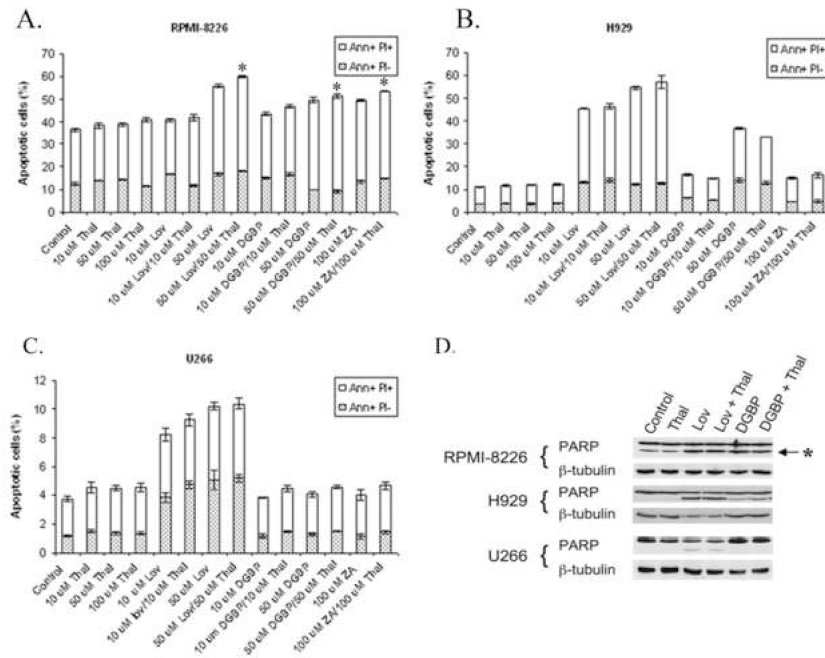 A.
RPMI-8226
Ann+ PI+
Ann+ PI-
Apoptotic cells (%)
70
60
50
40
30
20
10
0
*
*
*
Control
10 uM Thal
50 uM Thal
100 uM Thal
10 uM Lov
10 uM Lov/10 uM Thal
50 uM Lov
50 uM Lov/50 uM Thal
10 uM DGBP
10 uM DGBP/10 uM Thal
50 uM DGBP
50 uM DGBP/50 uM Thal
100 uM ZA
100 uM ZA/100 uM Thal
B.
H929
Ann+ PI+
Ann+ PI-
Apoptotic cells (%)
70
60
50
40
30
20
10
0
Control
10 uM Thal
50 uM Thal
100 uM Thal
10 uM Lov
10 uM Lov/10 uM Thal
50 uM Lov
50 uM Lov/50 uM Thal
10 uM DGBP
10 uM DGBP/10 uM Thal
50 uM DGBP
50 uM DGBP/50 uM Thal
100 uM ZA
100 uM ZA/100 uM Thal
C.
U266
Ann+ PI+
Ann+ PI-
Apoptotic cells (%)
12
10
8
6
4
2
0
Control
10 uM Thal
50 uM Thal
100 uM Thal
10 uM Lov
10 uM lov/10 uM Thal
50 uM Lov
50 uM Lov/50 uM Thal
10 uM DGBP
10 um DGBP/10 uM Thal
50 uM DGBP
50 uM DGBP/50 uM Thal
100 uM ZA
100 uM ZA/100 uM Thal
D.
Control
Thal
Lov
Lov + Thal
DGBP
DGBP + Thal
RPMI-8226 {
PARP
*
β-tubulin
H929 {
PARP
β-tubulin
U266 {
PARP
β-tubulin